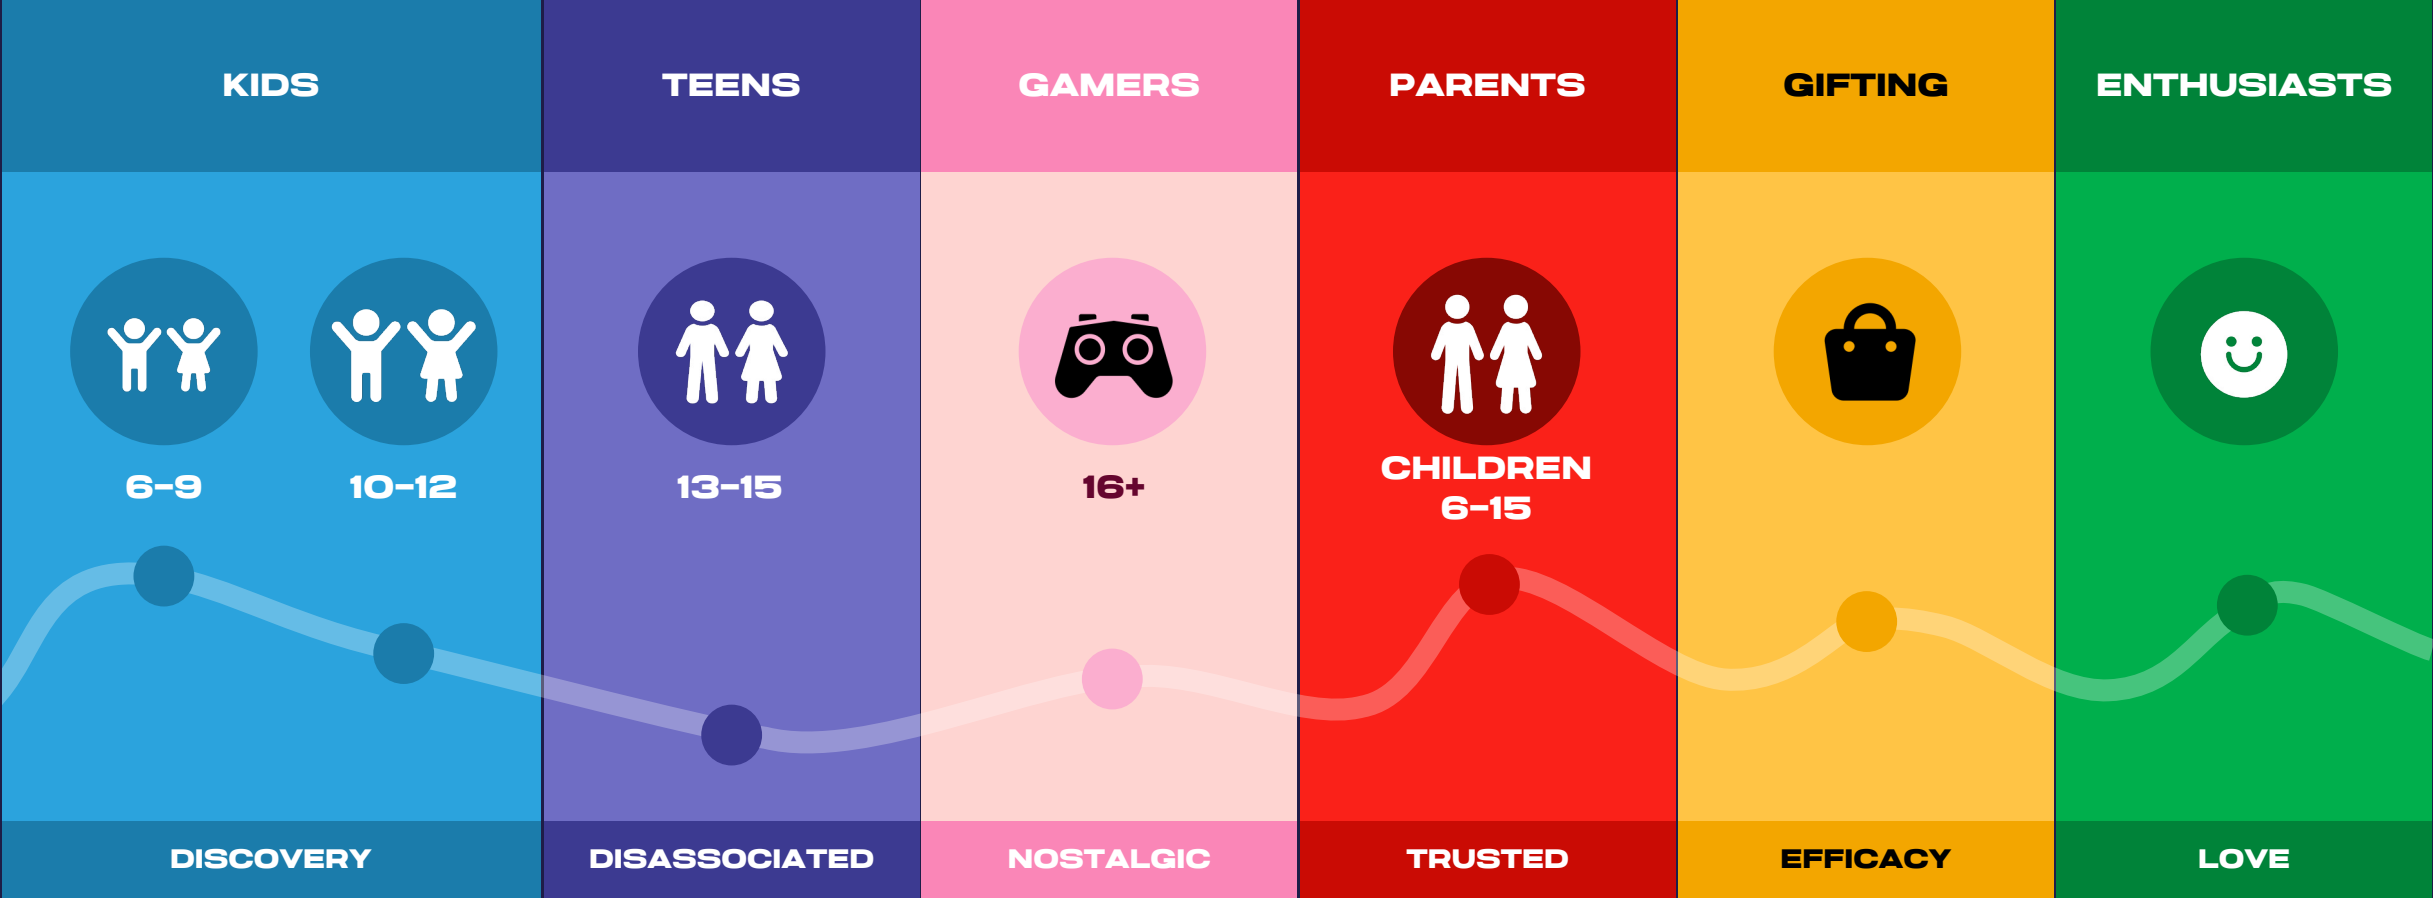 KIDS
TEENS
GAMERS
PARENTS
GIFTING
ENTHUSIASTS
6-9
10-12
13-15
16+
CHILDREN
6-15
DISCOVERY
DISASSOCIATED
NOSTALGIC
TRUSTED
EFFICACY
LOVE